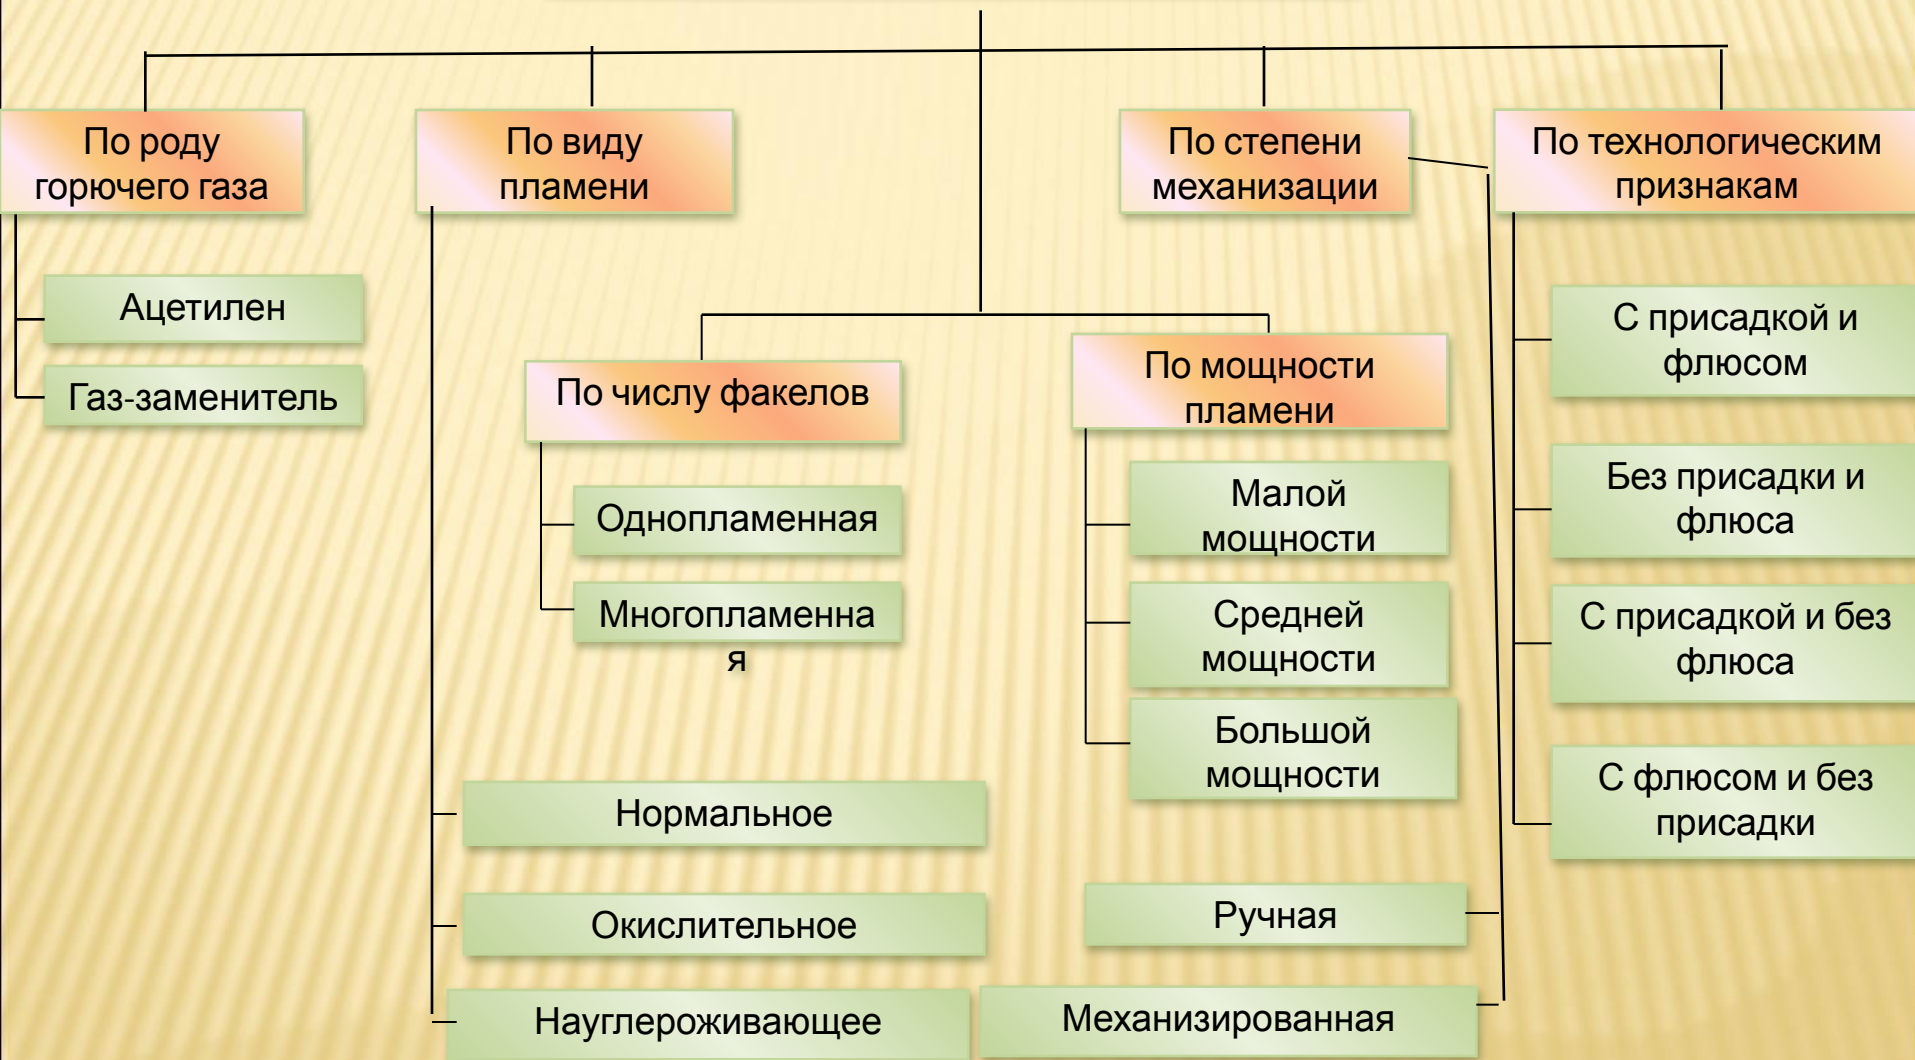 По роду
горючего газа
По виду
пламени
По степени
механизации
По технологическим
признакам
Ацетилен
Газ-заменитель
По числу факелов
Однопламенная
Многопламенна
я
По мощности
пламени
Малой
мощности
Средней
мощности
Большой
мощности
С присадкой и
флюсом
Без присадки и
флюса
С присадкой и без
флюса
С флюсом и без
присадки
Нормальное
Окислительное
Науглероживающее
Ручная
Механизированная